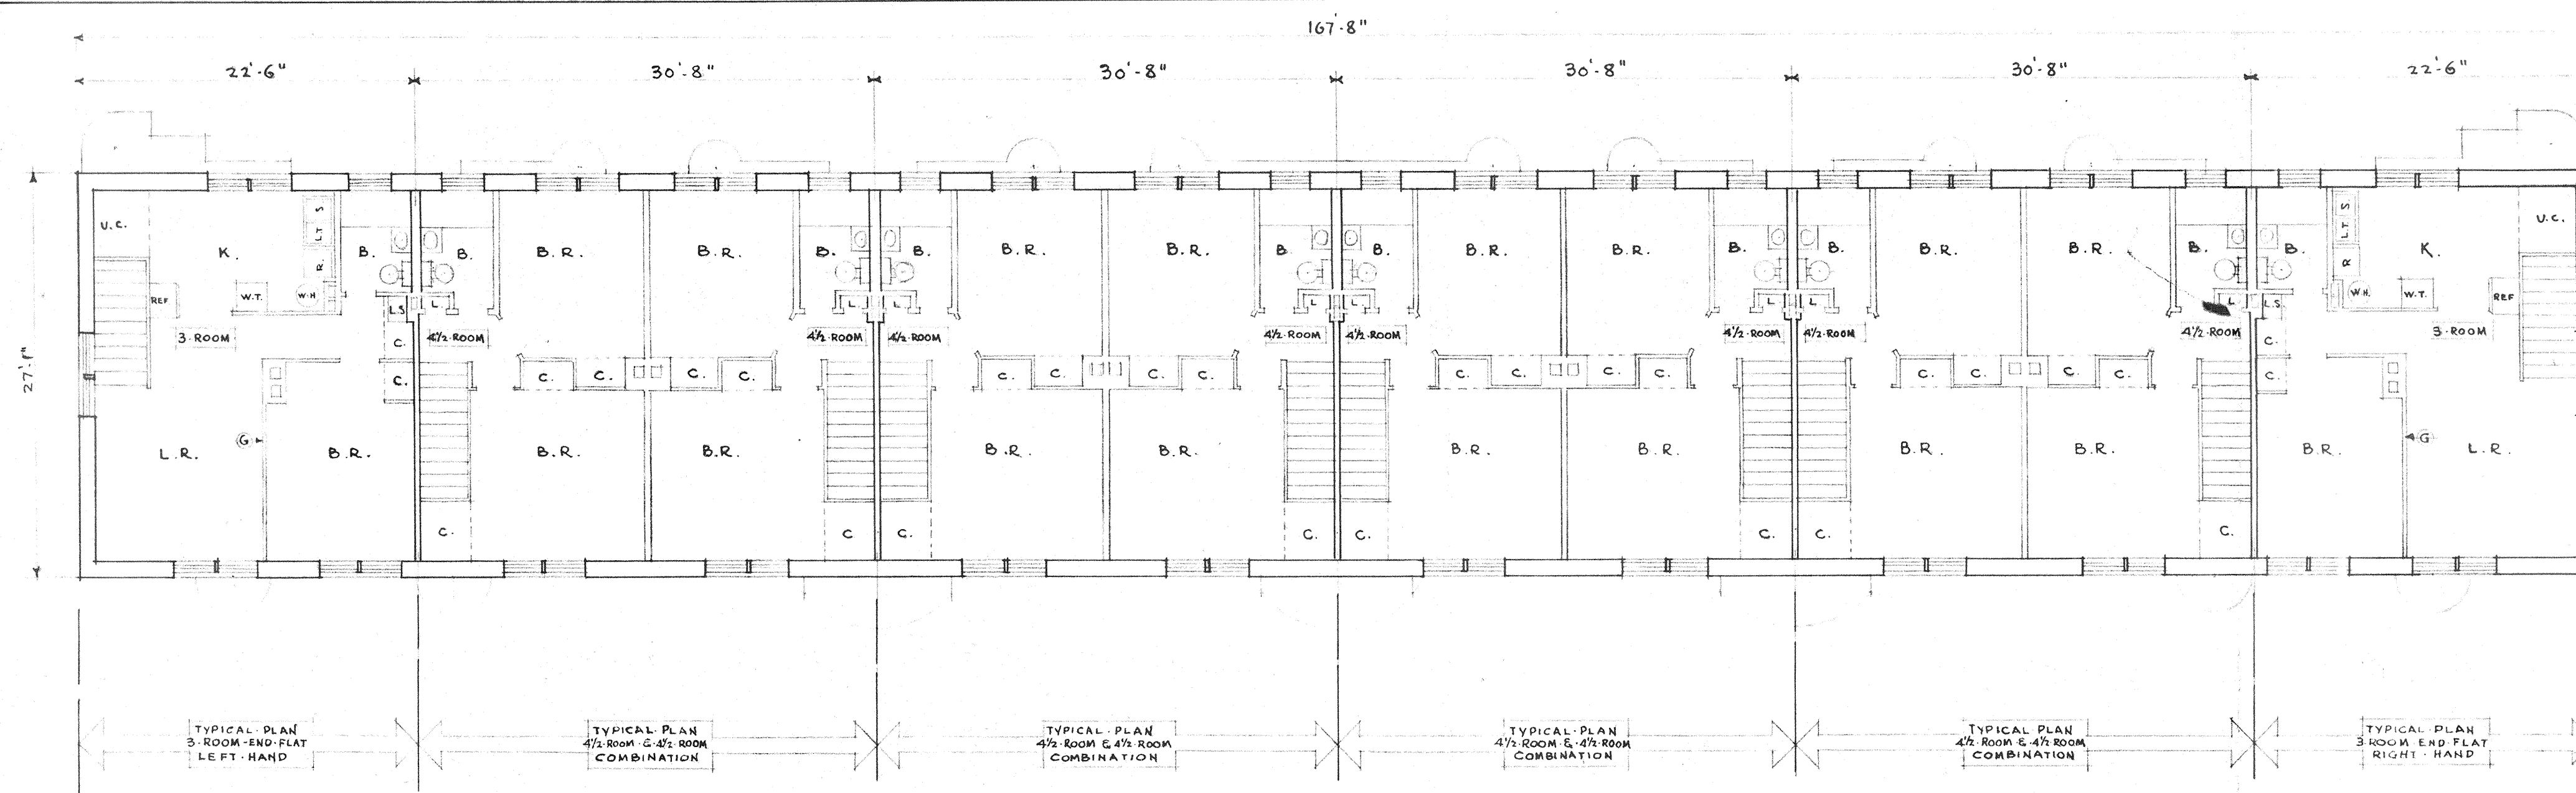 167'-8"
22'-6" 30'-8" 30'-8" 30'-8" 30'-8" 22'-6"
U.C. K. L.T. S B. B. B.R. B.R. B. B. B.R. B.R. B. B. B.R. B.R. B. B. B.R. B.R. B. B. L.T. S K. U.C.
REF W.T. W.H R. L.S L. L L L L L L L L.S R W.H. W.T. REF
3-ROOM C. 4½-ROOM 4½-ROOM 4½-ROOM 4½-ROOM 4½-ROOM 4½-ROOM 4½-ROOM 4½-ROOM C. 3-ROOM
27'-1"
C. C. C. C. C. C. C. C. C. C. C. C. C. C. C. C. C. C.
L.R. G B.R. B.R. B.R. B.R. B.R. B.R. B.R. B.R. B.R. B.R. G L.R.
C. C C. C. C. C. C. C.
TYPICAL-PLAN
3-ROOM-END-FLAT
LEFT-HAND
TYPICAL-PLAN
4½-ROOM-&-4½-ROOM
COMBINATION
TYPICAL-PLAN
4½-ROOM & 4½-ROOM
COMBINATION
TYPICAL-PLAN
4½-ROOM-&-4½-ROOM
COMBINATION
TYPICAL-PLAN
4½-ROOM & 4½-ROOM
COMBINATION
TYPICAL-PLAN
3-ROOM END-FLAT
RIGHT-HAND